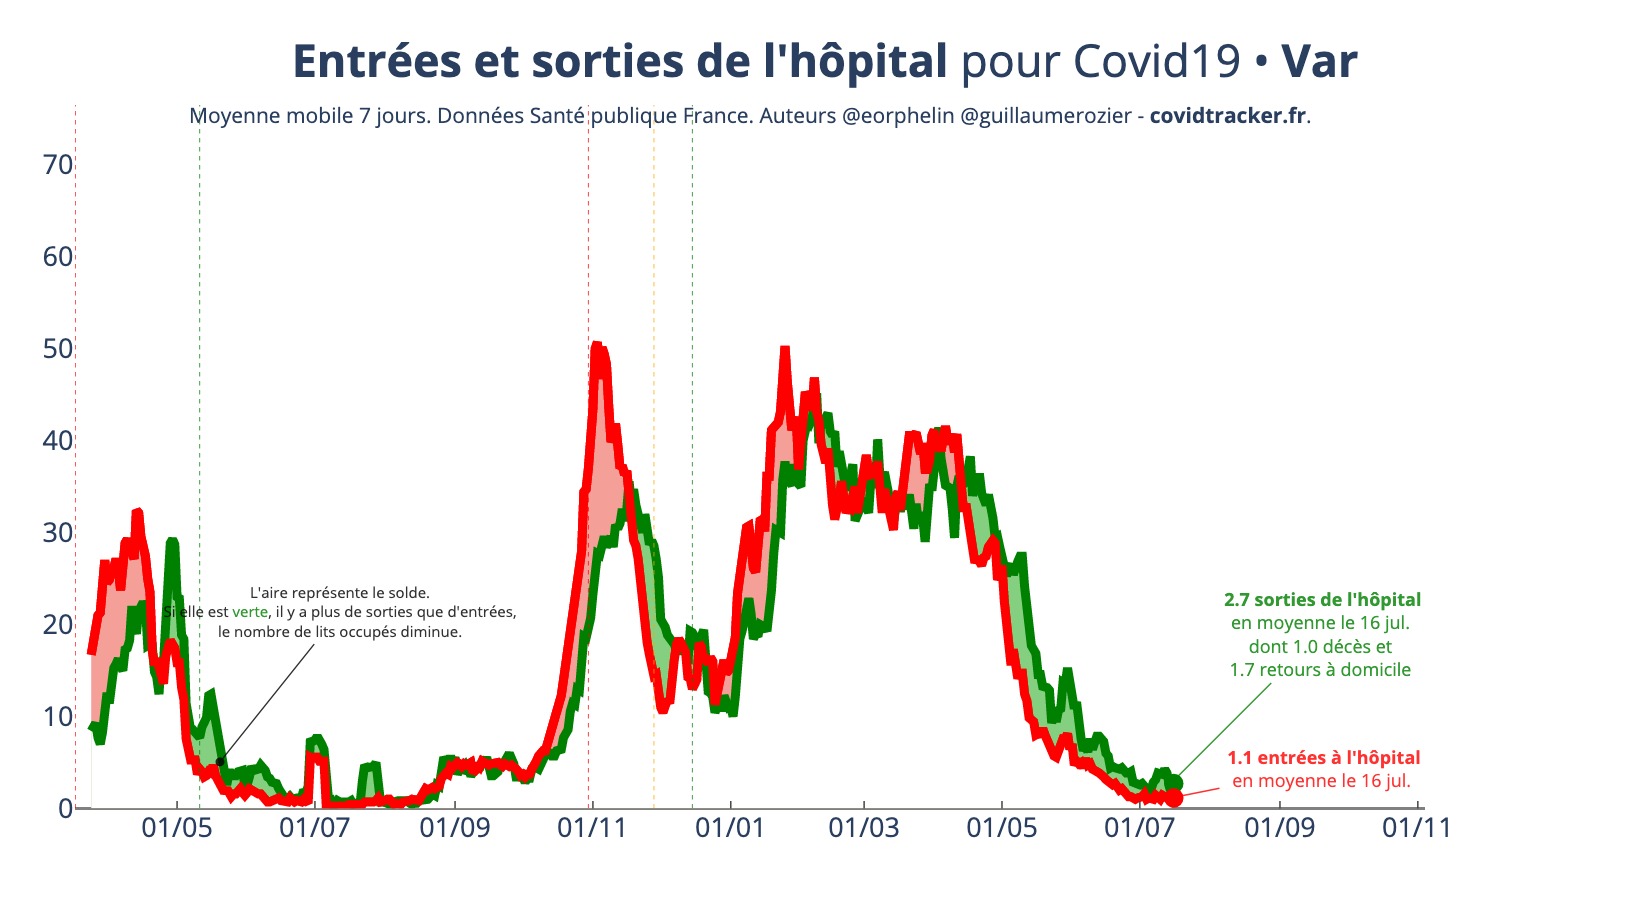 Entrées et sorties de l'hôpital pour Covid19 • Var
Moyenne mobile 7 jours. Données Santé publique France. Auteurs @eorphelin @guillaumerozier - covidtracker.fr.
70
60
50
40
30
20
10
0
L'aire représente le solde.
Si elle est verte, il y a plus de sorties que d'entrées,
le nombre de lits occupés diminue.
2.7 sorties de l'hôpital
en moyenne le 16 jul.
dont 1.0 décès et
1.7 retours à domicile
1.1 entrées à l'hôpital
en moyenne le 16 jul.
01/05 01/07 01/09 01/11 01/01 01/03 01/05 01/07 01/09 01/11